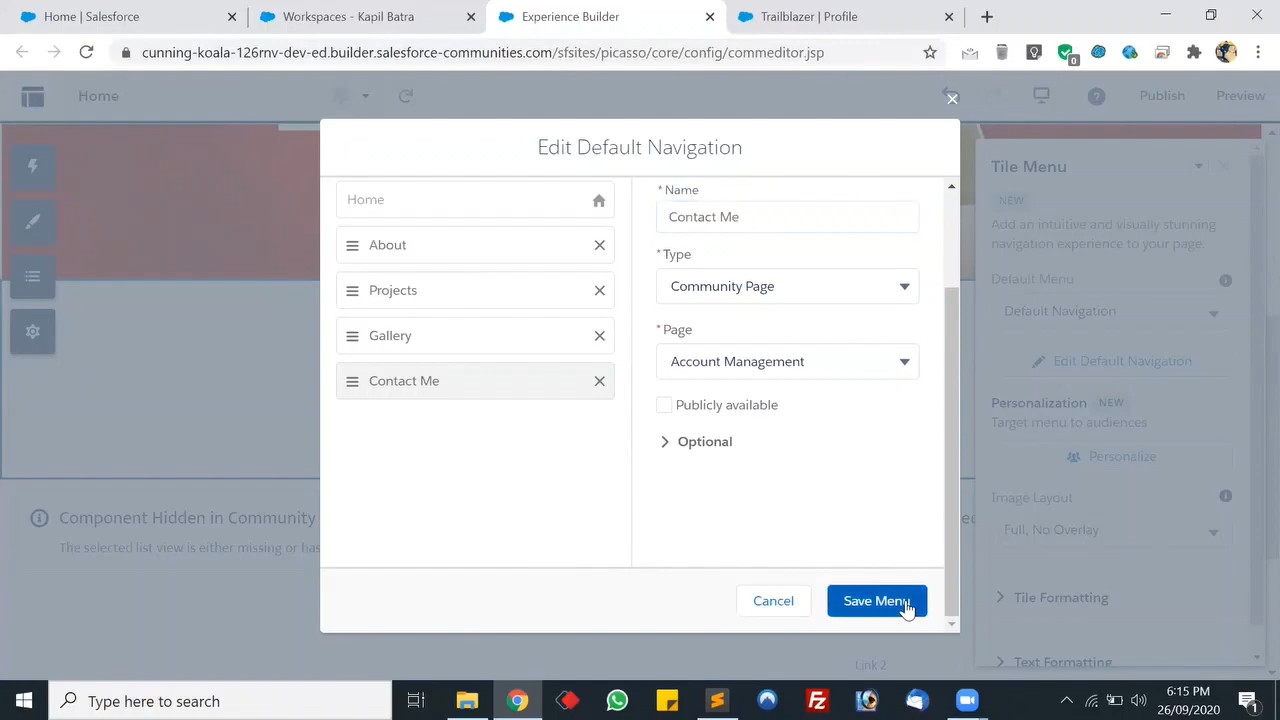 Home | Salesforce
Workspaces - Kapil Batra
Experience Builder
Trailblazer | Profile
cunning-koala-126rnv-dev-ed.builder.salesforce-communities.com/sfsites/picasso/core/config/commeditor.jsp
0
Home
Publish
Preview
Edit Default Navigation
Home
About
Projects
Gallery
Contact Me
* Name
Contact Me
* Type
Community Page
* Page
Account Management
Publicly available
Optional
Cancel
Save Menu
Tile Menu
NEW
Add an intuitive and visually stunning
navigation experience to your page.
Default Menu
Default Navigation
Edit Default Navigation
Personalization NEW
Target menu to audiences
Personalize
Image Layout
Full, No Overlay
Tile Formatting
Text Formatting
Component Hidden in Community
The selected list view is either missing or has
Link 2
Type here to search
6:15 PM
26/09/2020
1